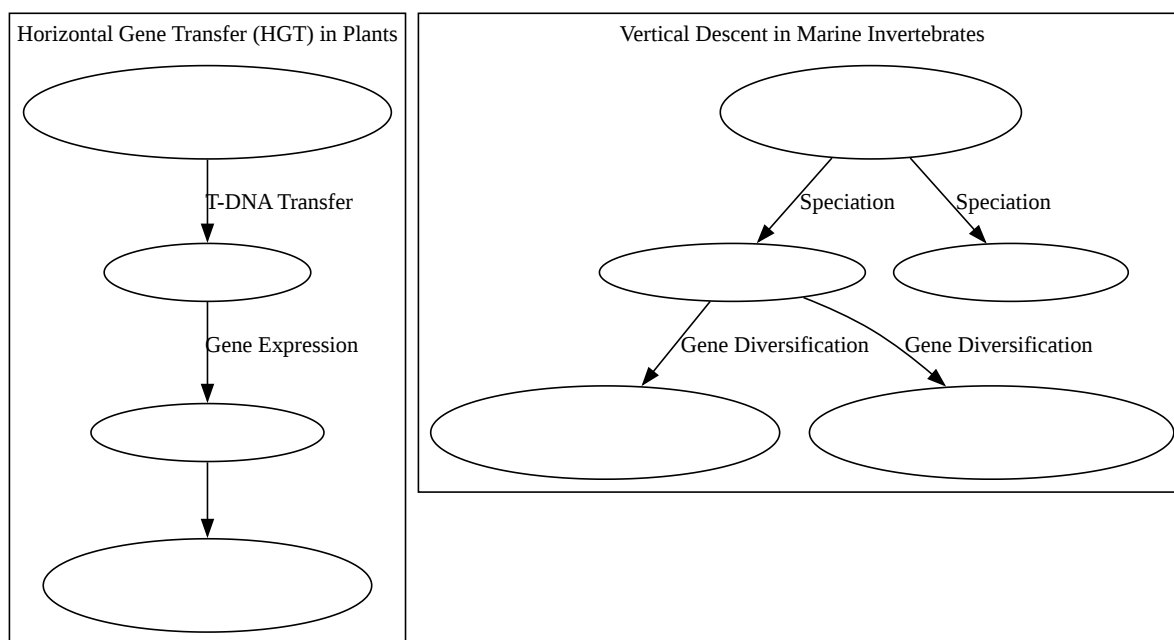 Horizontal Gene Transfer (HGT) in Plants
T-DNA Transfer
Gene Expression
Vertical Descent in Marine Invertebrates
Speciation
Speciation
Gene Diversification
Gene Diversification